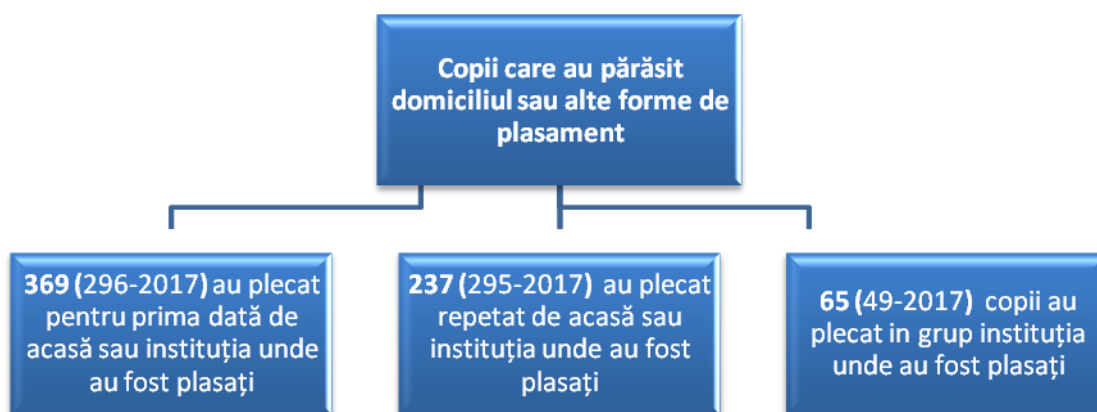 Copii care au părăsit
domiciliul sau alte forme de
plasament
369 (296-2017) au plecat
pentru prima dată de
acasă sau instituția unde
au fost plasați
237 (295-2017) au plecat
repetat de acasă sau
instituția unde au fost
plasați
65 (49-2017) copii au
plecat in grup instituția
unde au fost plasați